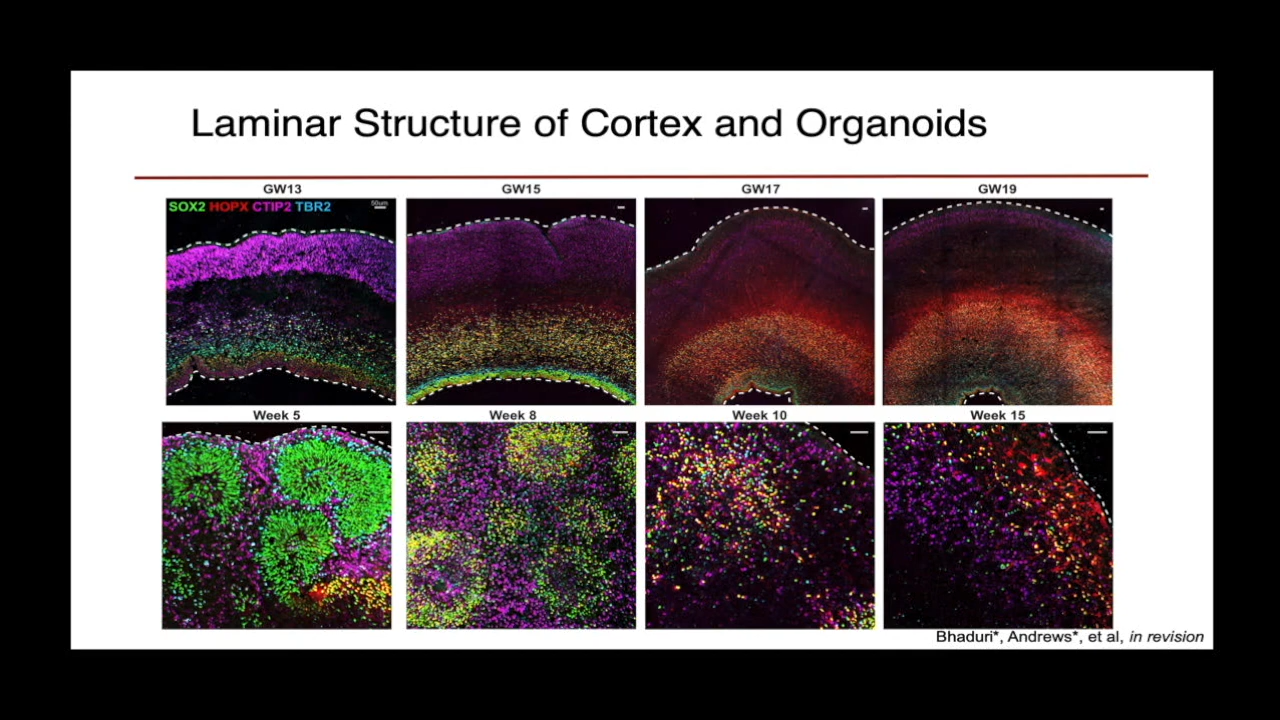 Laminar Structure of Cortex and Organoids
GW13 GW15 GW17 GW19
SOX2 HOPX CTIP2 TBR2 50um
Week 5 Week 8 Week 10 Week 15
Bhaduri*, Andrews*, et al, in revision